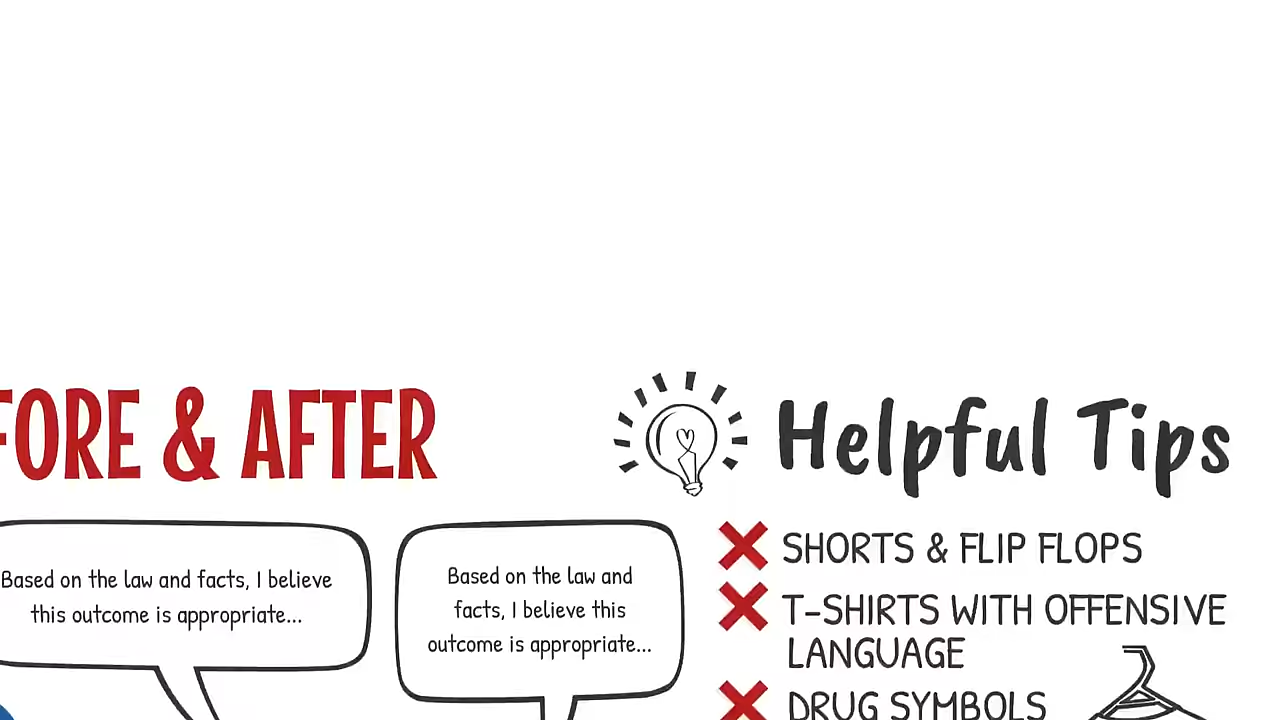 FORE & AFTER
Helpful Tips
Based on the law and facts, I believe
this outcome is appropriate...
Based on the law and
facts, I believe this
outcome is appropriate...
SHORTS & FLIP FLOPS
T-SHIRTS WITH OFFENSIVE
LANGUAGE
DRUG SYMBOLS